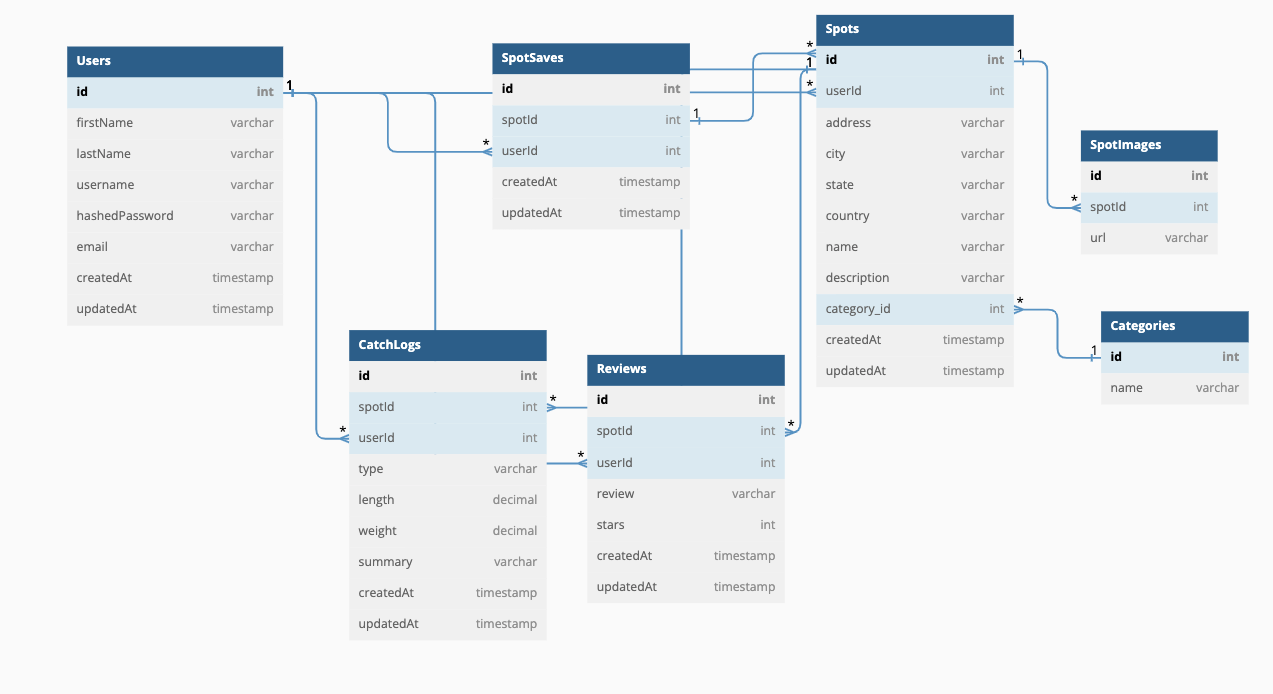 Users
id int
firstName varchar
lastName varchar
username varchar
hashedPassword varchar
email varchar
createdAt timestamp
updatedAt timestamp
1
SpotSaves
id int
spotId int
userId int
createdAt timestamp
updatedAt timestamp
*
1
Spots
id int
userId int
address varchar
city varchar
state varchar
country varchar
name varchar
description varchar
category_id int
createdAt timestamp
updatedAt timestamp
*
1
*
1
*
SpotImages
id int
spotId int
url varchar
*
Categories
id int
name varchar
1
CatchLogs
id int
spotId int
userId int
type varchar
length decimal
weight decimal
summary varchar
createdAt timestamp
updatedAt timestamp
*
*
Reviews
id int
spotId int
userId int
review varchar
stars int
createdAt timestamp
updatedAt timestamp
*
*